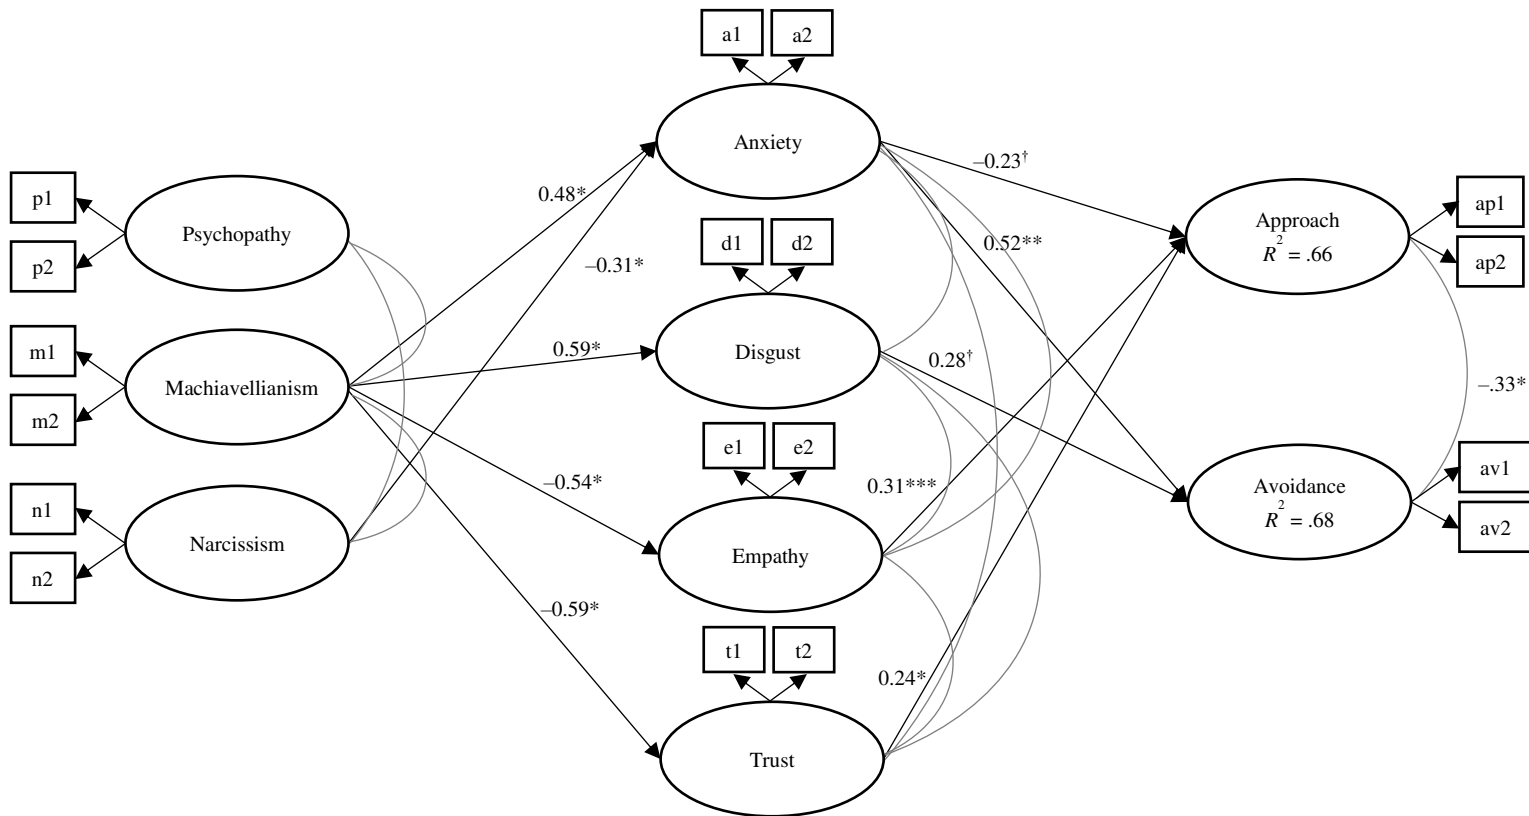 a1
a2
Anxiety
–0.23†
p1
p2
Psychopathy
0.48*
–0.31*
d1
d2
0.52**
Approach
R² = .66
ap1
ap2
m1
m2
Machiavellianism
0.59*
Disgust
0.28†
–.33*
e1
e2
n1
n2
Narcissism
–0.54*
Empathy
0.31***
Avoidance
R² = .68
av1
av2
–0.59*
t1
t2
0.24*
Trust